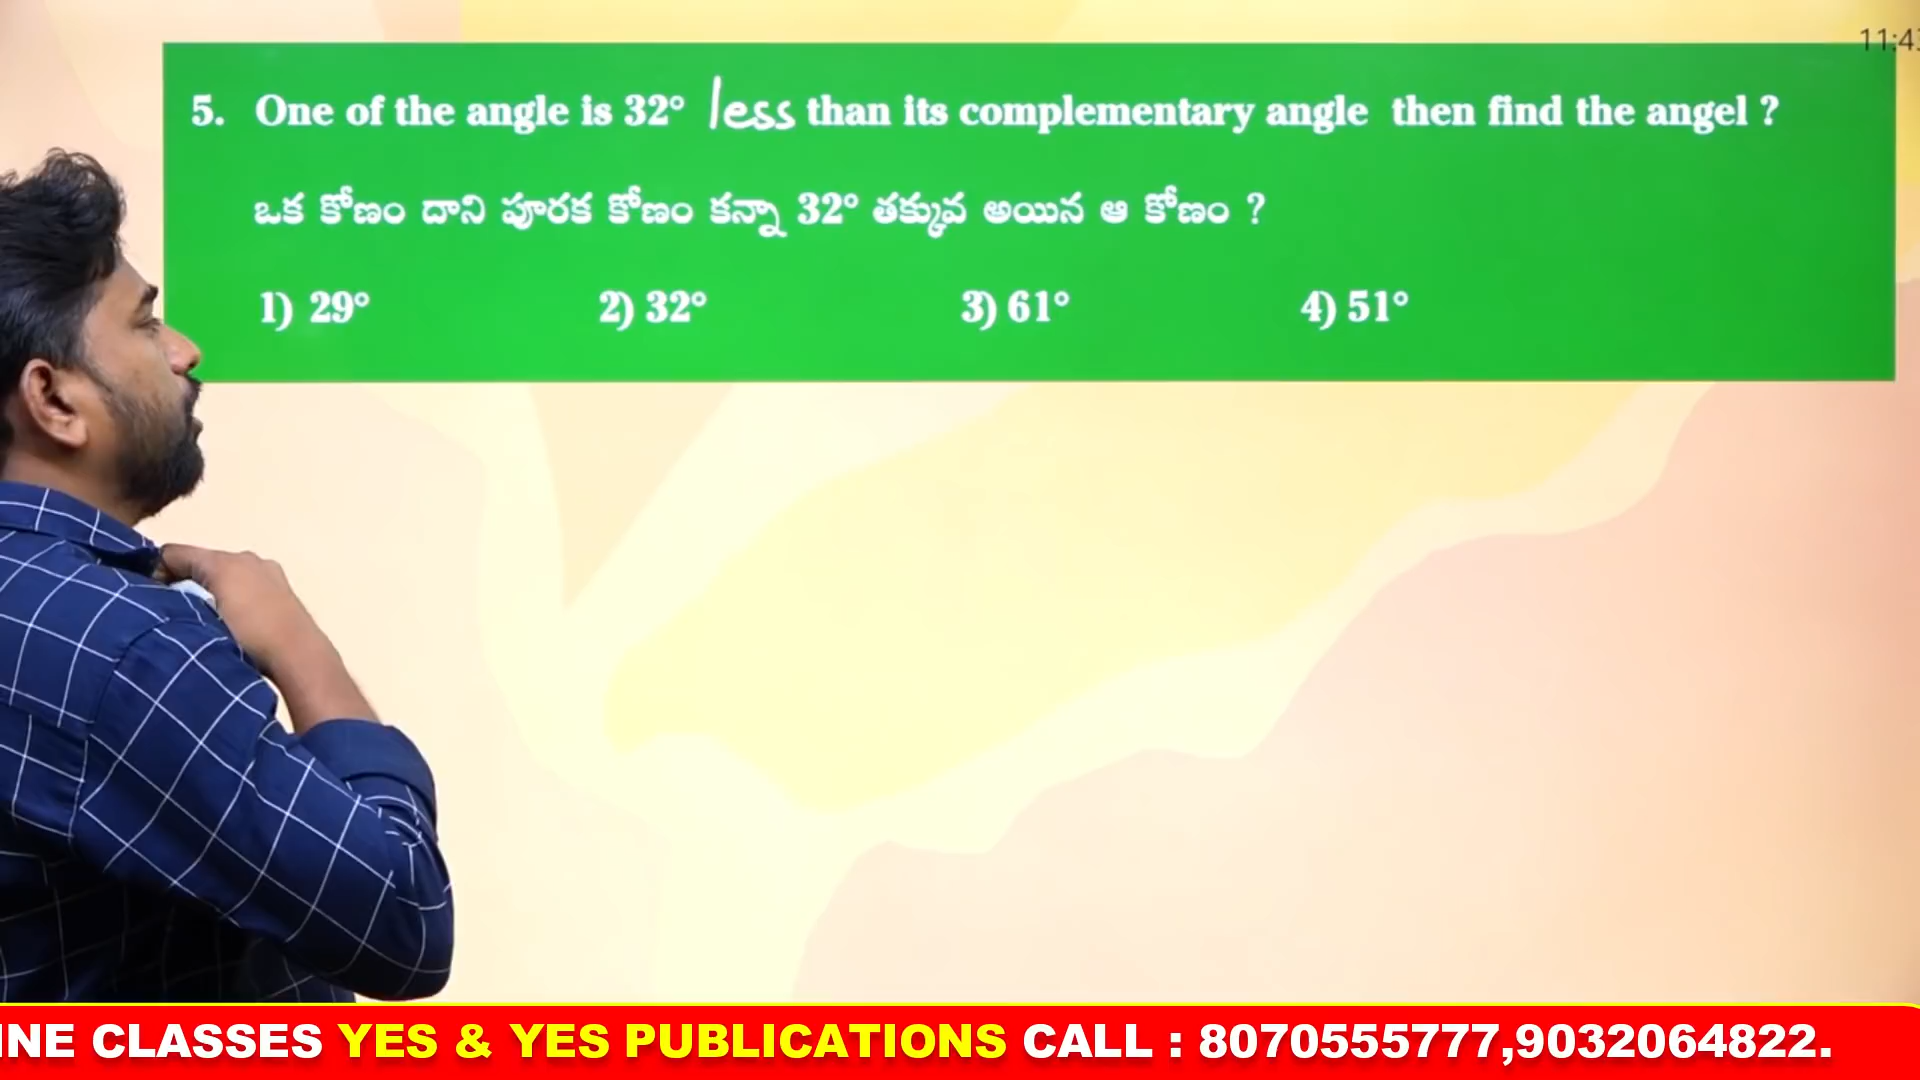 11:43
5. One of the angle is 32° less than its complementary angle then find the angel ?
ఒక కోణం దాని పూరక కోణం కన్నా 32° తక్కువ అయిన ఆ కోణం ?
1) 29° 2) 32° 3) 61° 4) 51°
INE CLASSES YES & YES PUBLICATIONS CALL : 8070555777,9032064822.